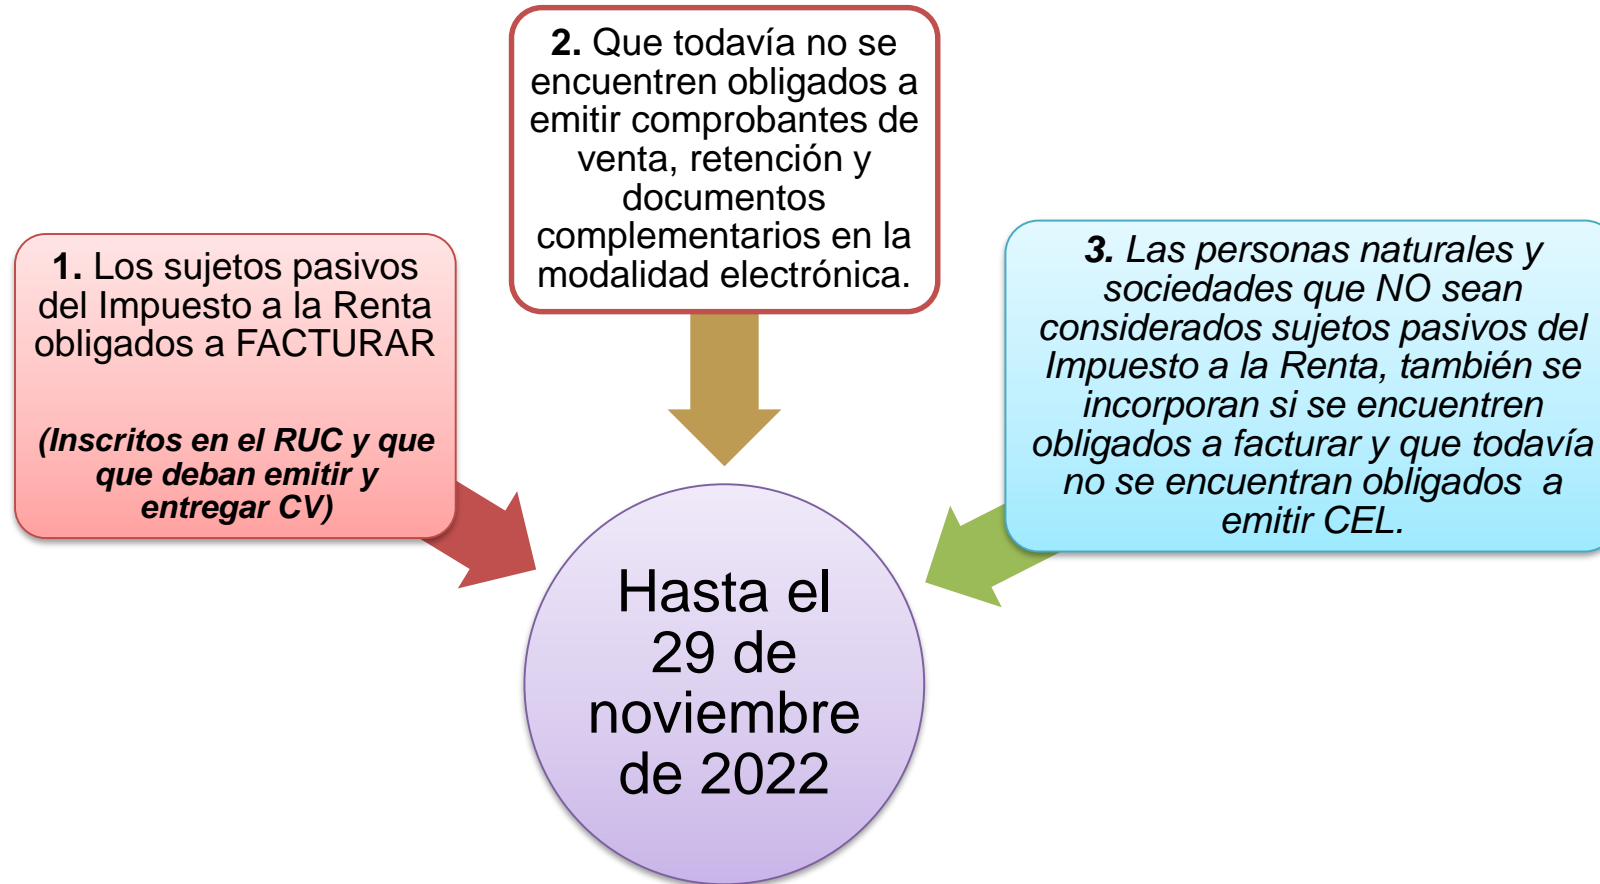 1. Los sujetos pasivos
del Impuesto a la Renta
obligados a FACTURAR
(Inscritos en el RUC y que
que deban emitir y
entregar CV)
2. Que todavía no se
encuentren obligados a
emitir comprobantes de
venta, retención y
documentos
complementarios en la
modalidad electrónica.
3. Las personas naturales y
sociedades que NO sean
considerados sujetos pasivos del
Impuesto a la Renta, también se
incorporan si se encuentren
obligados a facturar y que todavía
no se encuentran obligados a
emitir CEL.
Hasta el
29 de
noviembre
de 2022